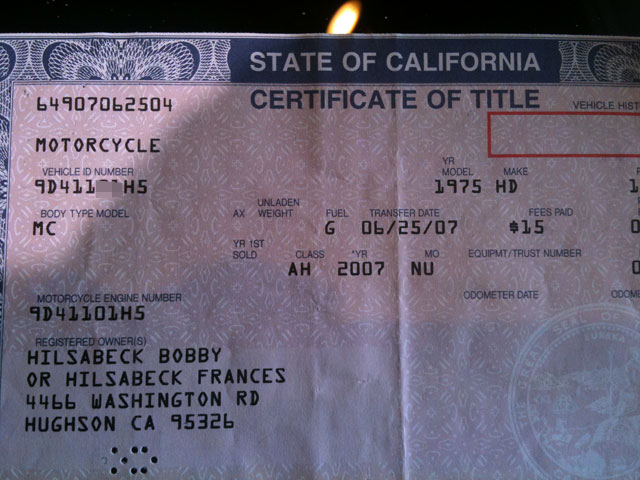 STATE OF CALIFORNIA
CERTIFICATE OF TITLE
VEHICLE HIST
64907062504
MOTORCYCLE
VEHICLE ID NUMBER
YR MODEL
MAKE
9D411 H5
1975 HD
BODY TYPE MODEL
AX
UNLADEN WEIGHT
FUEL
TRANSFER DATE
FEES PAID
MC
G
06/25/07
$15
YR 1ST SOLD
CLASS
*YR
MO
EQUIPMT/TRUST NUMBER
AH
2007
NU
MOTORCYCLE ENGINE NUMBER
ODOMETER DATE
ODOME
9D41101H5
REGISTERED OWNER(S)
HILSABECK BOBBY
OR HILSABECK FRANCES
4466 WASHINGTON RD
HUGHSON CA 95326